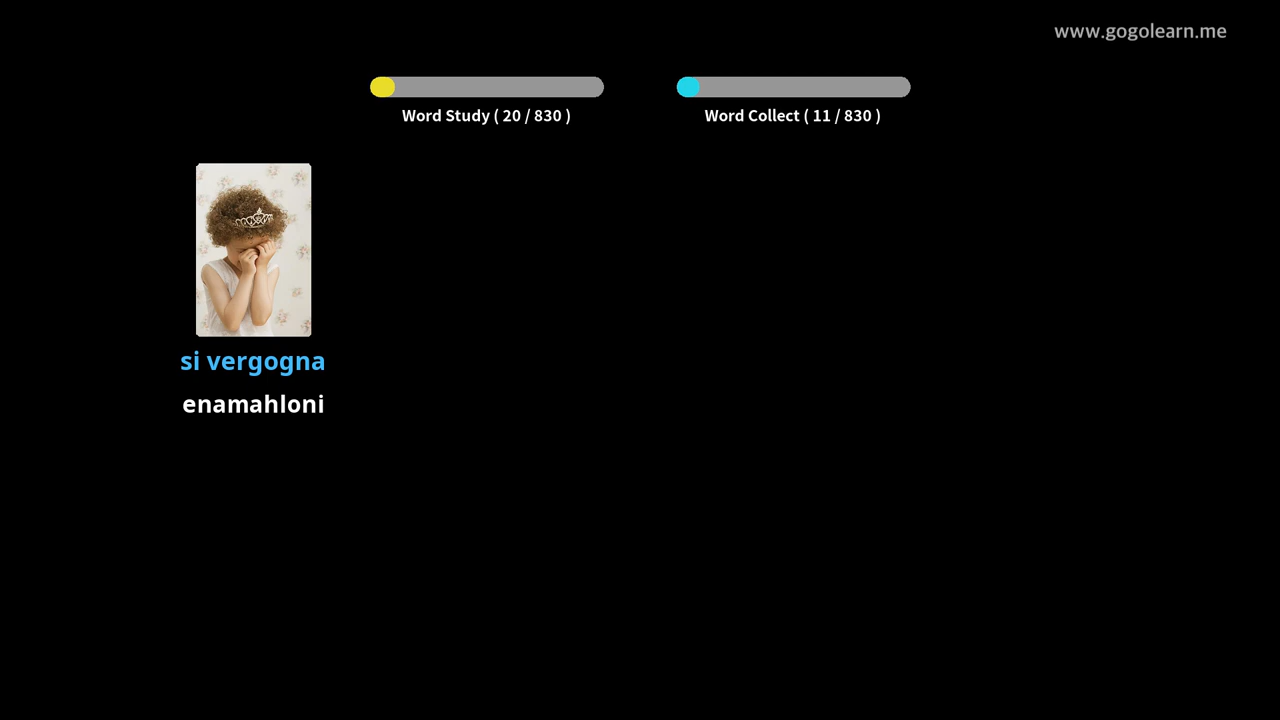 www.gogolearn.me
Word Study ( 20 / 830 )
Word Collect ( 11 / 830 )
si vergogna
enamahloni